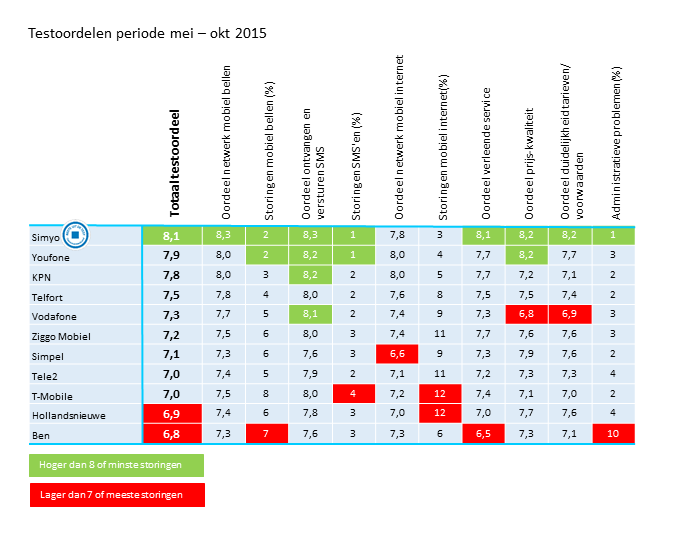 Testoordelen periode mei – okt 2015
Totaal testoordeel
Oordeel netwerk mobiel bellen
Storingen mobiel bellen (%)
Oordeel ontvangen en
versturen SMS
Storingen SMS'en (%)
Oordeel netwerk mobiel internet
Storingen mobiel internet(%)
Oordeel verleende service
Oordeel prijs-kwaliteit
Oordeel duidelijkheid tarieven/
voorwaarden
Administratieve problemen (%)
Simyo 8,1 8,3 2 8,3 1 7,8 3 8,1 8,2 8,2 1
Youfone 7,9 8,0 2 8,2 1 8,0 4 7,7 8,2 7,7 3
KPN 7,8 8,0 3 8,2 2 8,0 5 7,7 7,2 7,1 2
Telfort 7,5 7,8 4 8,0 2 7,6 8 7,5 7,5 7,4 2
Vodafone 7,3 7,7 5 8,1 2 7,4 9 7,3 6,8 6,9 3
Ziggo Mobiel 7,2 7,5 6 8,0 3 7,4 11 7,7 7,6 7,6 3
Simpel 7,1 7,3 6 7,6 3 6,6 9 7,3 7,9 7,6 2
Tele2 7,0 7,4 5 7,9 2 7,1 11 7,2 7,3 7,3 4
T-Mobile 7,0 7,5 8 8,0 4 7,2 12 7,4 7,1 7,0 2
Hollandsnieuwe 6,9 7,4 6 7,8 3 7,0 12 7,0 7,7 7,6 4
Ben 6,8 7,3 7 7,6 3 7,3 6 6,5 7,3 7,1 10
Hoger dan 8 of minste storingen
Lager dan 7 of meeste storingen